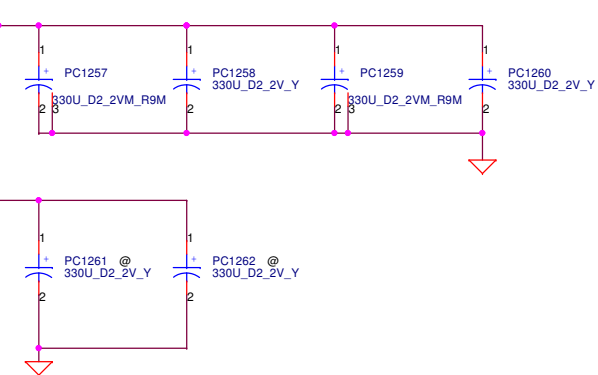 1
1
1
1
+ PC1257
+ PC1258
+ PC1259
+ PC1260
330U_D2_2V_Y
330U_D2_2V_Y
330U_D2_2VM_R9M
330U_D2_2VM_R9M
2
3
2
2
3
2
1
1
+ PC1261 @
+ PC1262 @
330U_D2_2V_Y
330U_D2_2V_Y
2
2